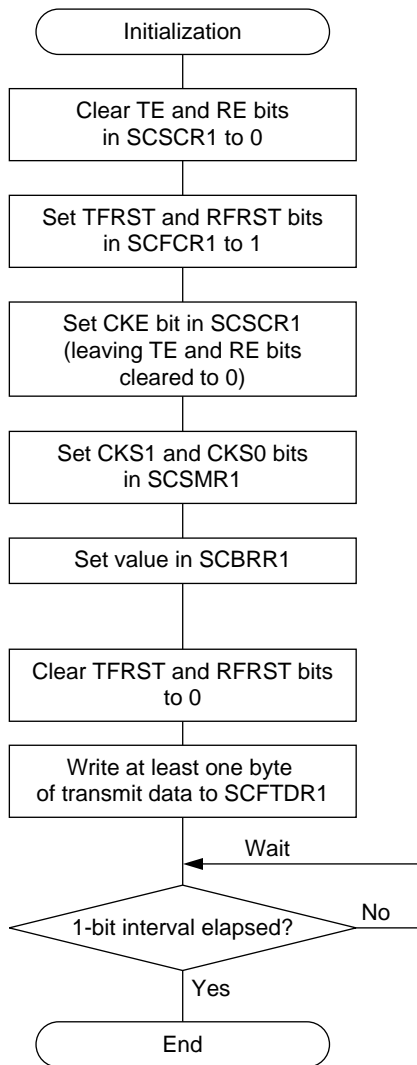 Initialization
Clear TE and RE bits
in SCSCR1 to 0
Set TFRST and RFRST bits
in SCFCR1 to 1
Set CKE bit in SCSCR1
(leaving TE and RE bits
cleared to 0)
Set CKS1 and CKS0 bits
in SCSMR1
Set value in SCBRR1
Clear TFRST and RFRST bits
to 0
Write at least one byte
of transmit data to SCFTDR1
Wait
1-bit interval elapsed?
No
Yes
End